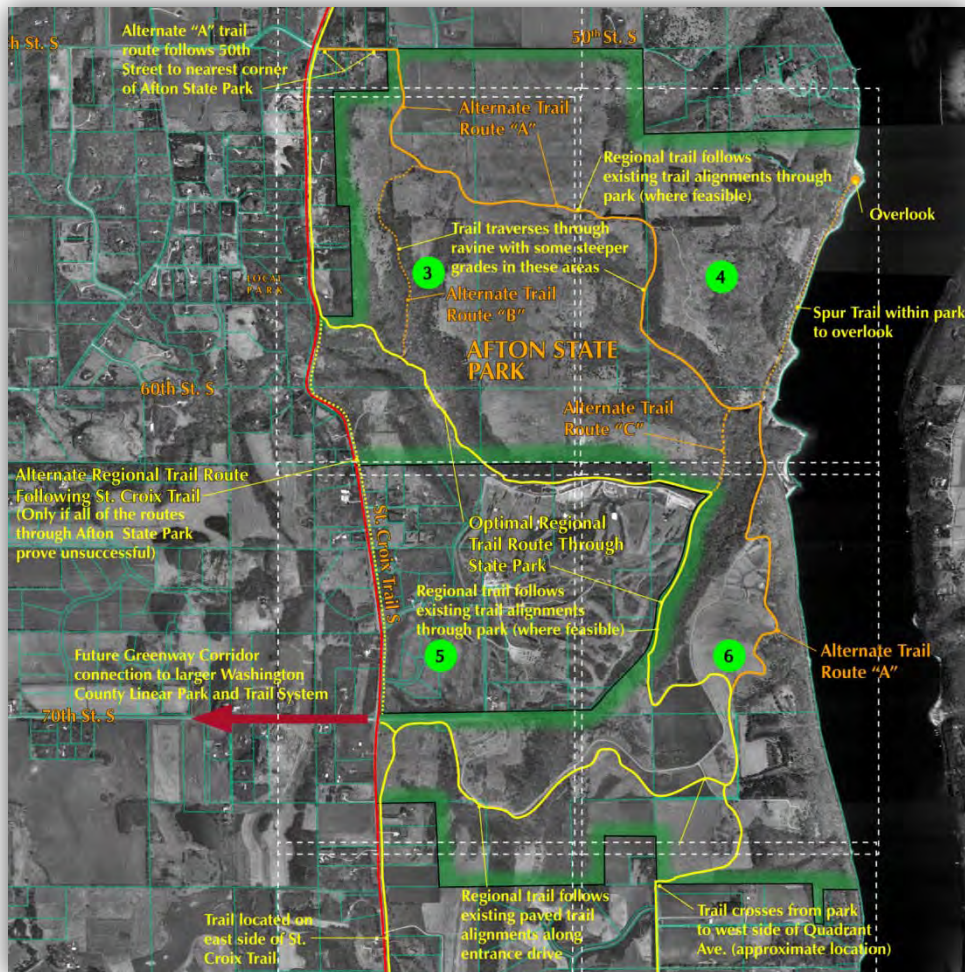 Alternate “A” trail
route follows 50th
Street to nearest corner
of Afton State Park
th St. S
50th St. S
Alternate Trail
Route “A”
Regional trail follows
existing trail alignments through
park (where feasible)
Overlook
Trail traverses through
ravine with some steeper
grades in these areas
3
4
LOCAL
PARK
Alternate Trail
Route “B”
Spur Trail within park
to overlook
AFTON STATE
PARK
60th St. S
Alternate Trail
Route “C”
Alternate Regional Trail Route
Following St. Croix Trail
(Only if all of the routes
through Afton State Park
prove unsuccessful)
St. Croix Trail S
Optimal Regional
Trail Route Through
State Park
Regional trail follows
existing trail alignments
through park (where feasible)
5
6
Alternate Trail
Route “A”
Future Greenway Corridor
connection to larger Washington
County Linear Park and Trail System
70th St. S
Trail located on
east side of St.
Croix Trail
Regional trail follows
existing paved trail
alignments along
entrance drive
Trail crosses from park
to west side of Quadrant
Ave. (approximate location)